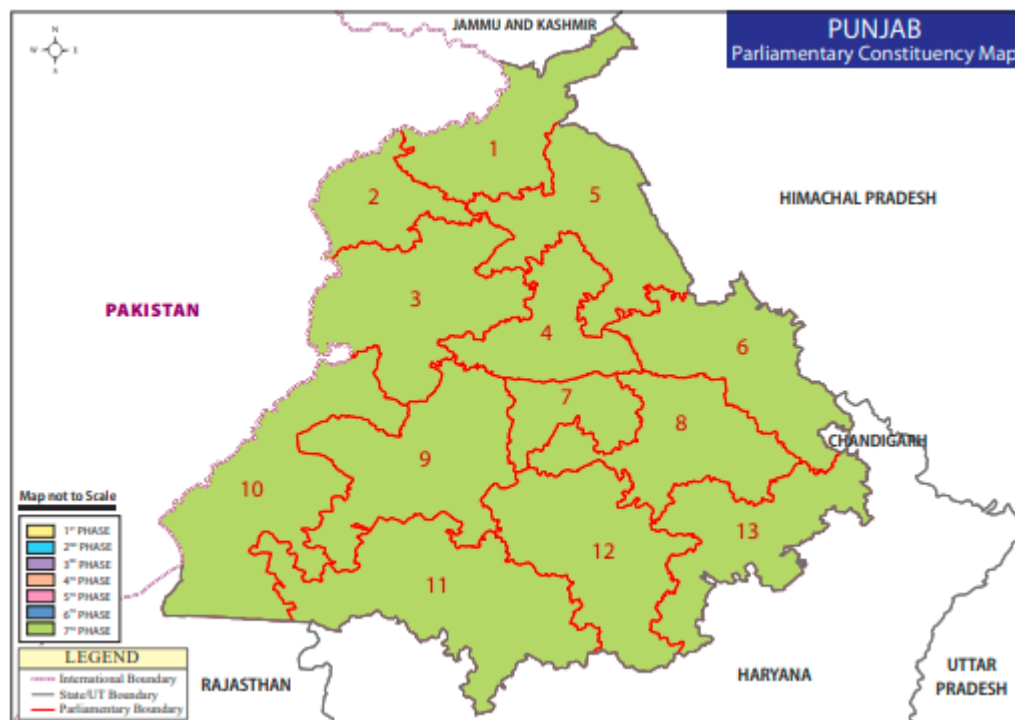 JAMMU AND KASHMIR
PUNJAB
Parliamentary Constituency Map
N
W E
S
1
2
5
HIMACHAL PRADESH
3
PAKISTAN
4
6
7
8
CHANDIGARH
9
10
Map not to Scale
1st PHASE
2nd PHASE
3rd PHASE
4th PHASE
5th PHASE
6th PHASE
7th PHASE
11
12
13
LEGEND
International Boundary
State/UT Boundary
Parliamentary Boundary
RAJASTHAN
HARYANA
UTTAR
PRADESH